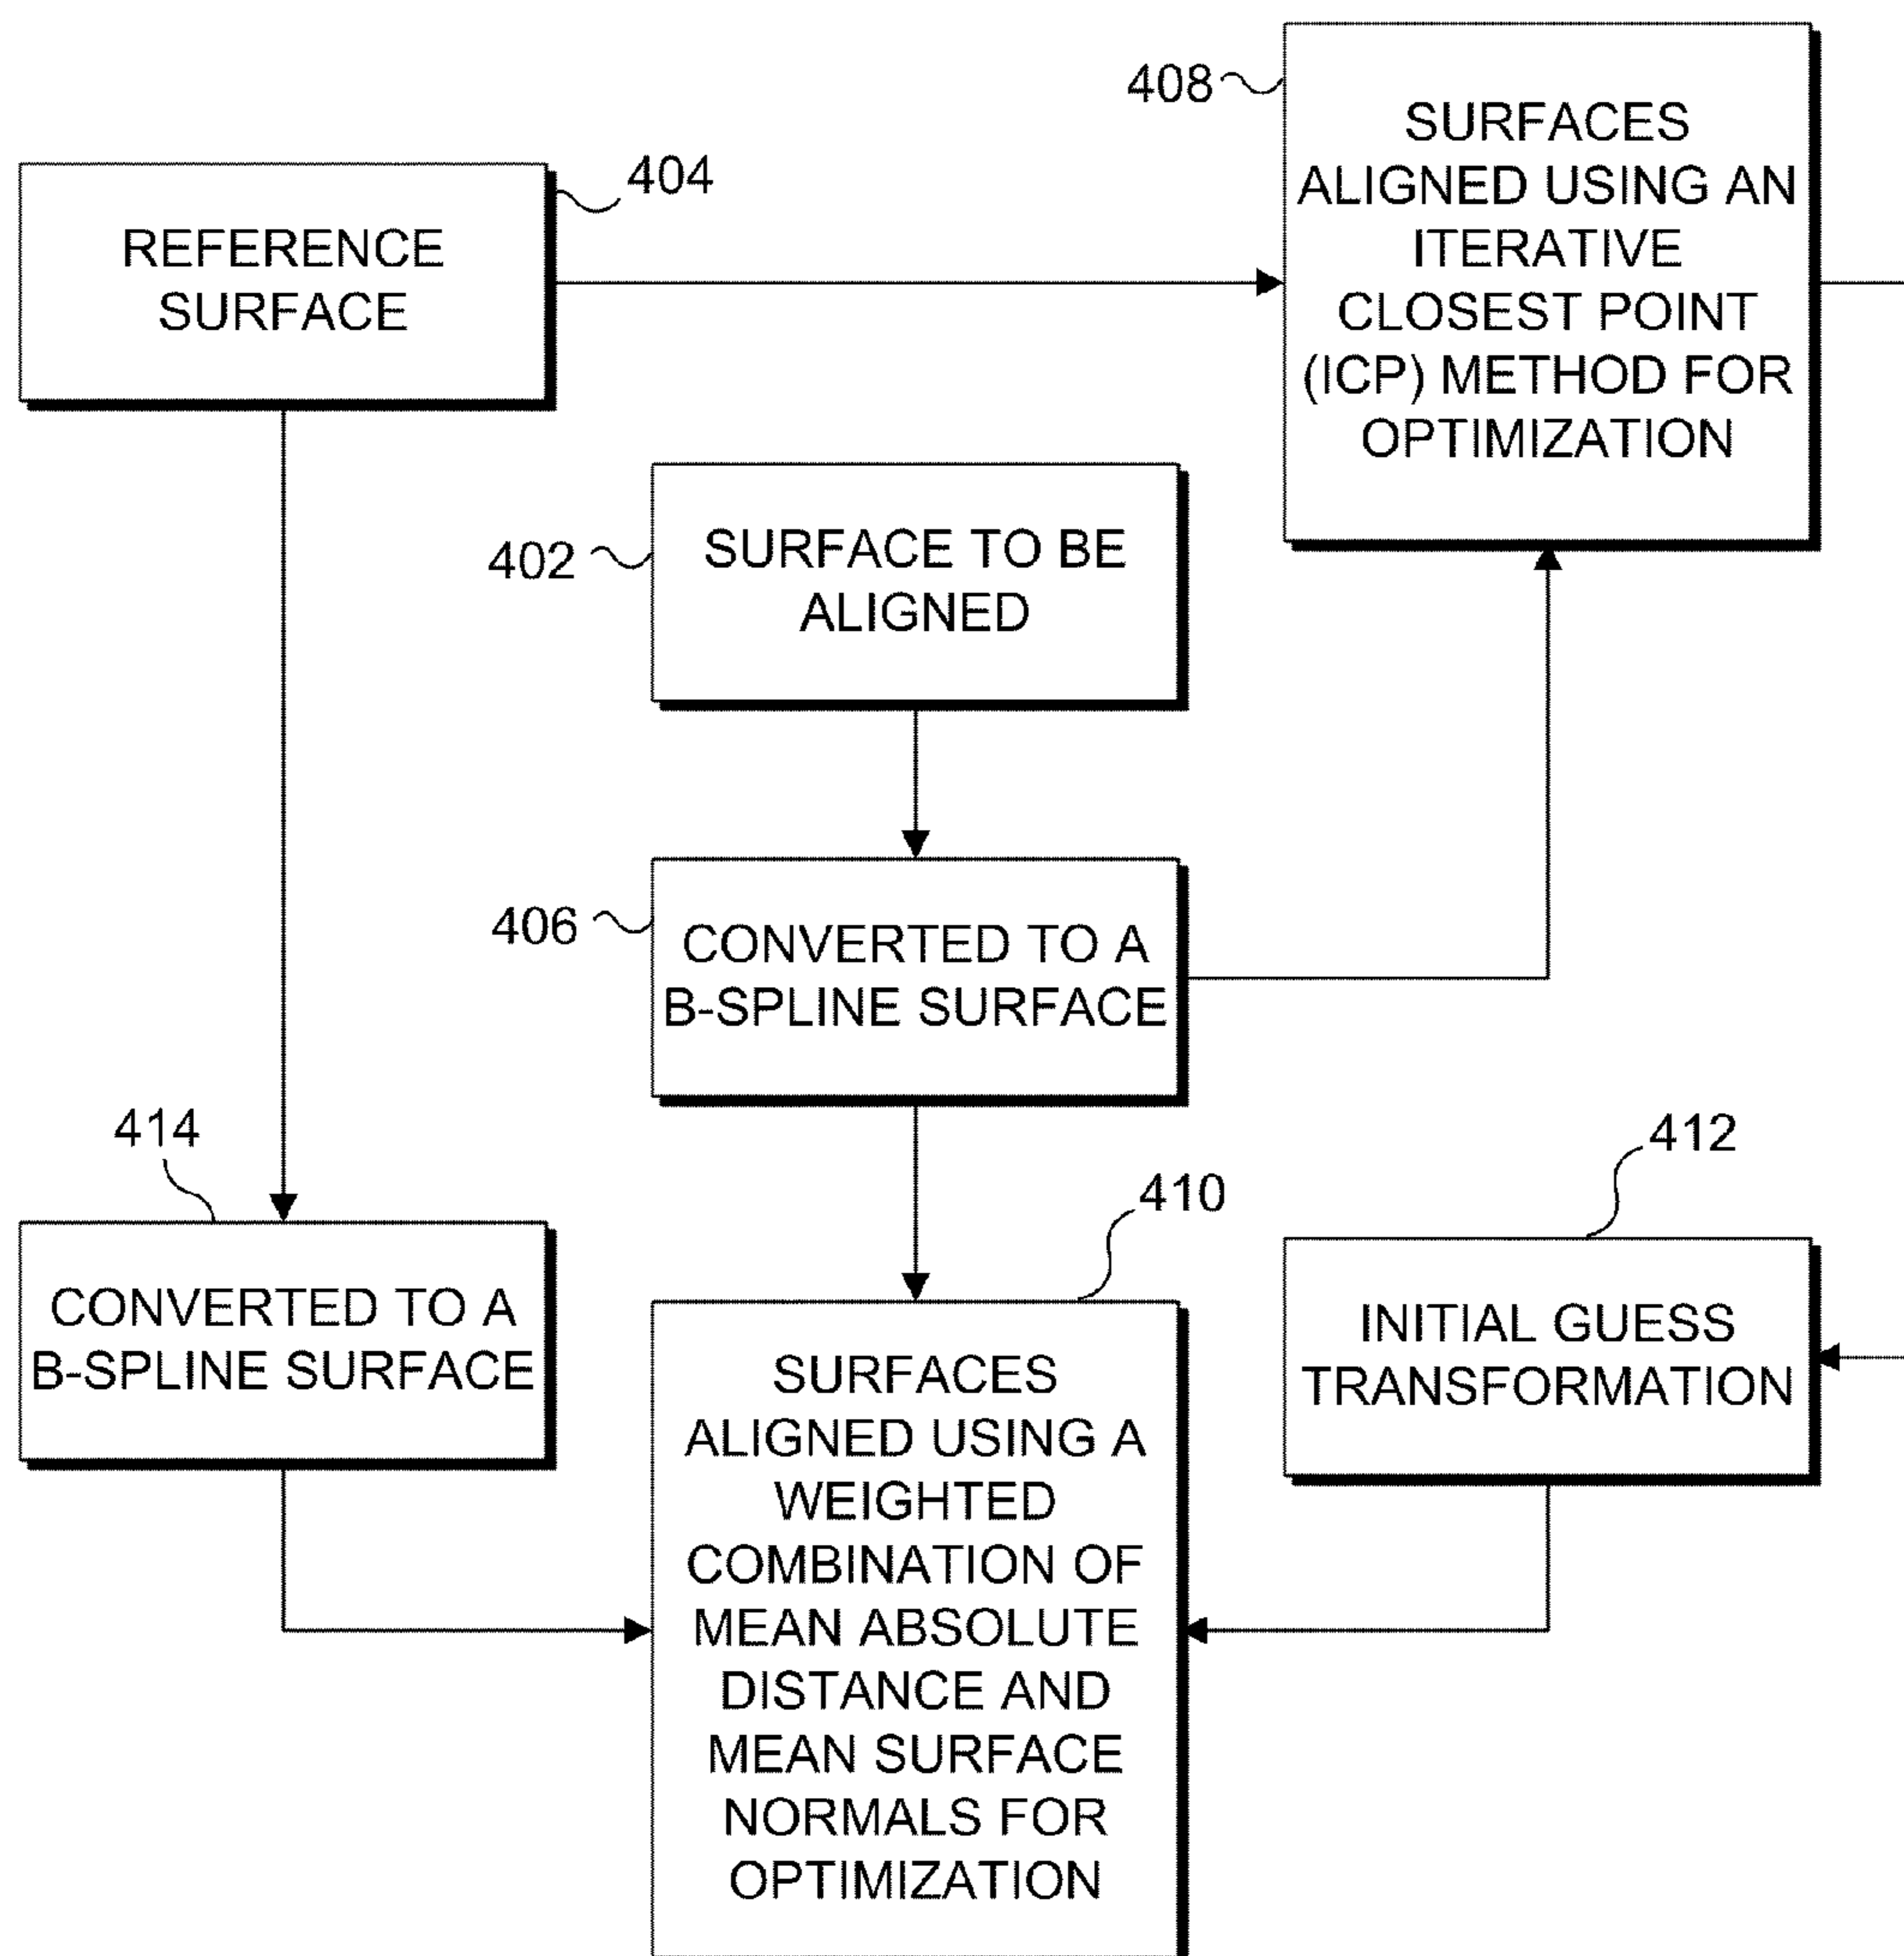 408
SURFACES
ALIGNED USING AN
ITERATIVE
CLOSEST POINT
(ICP) METHOD FOR
OPTIMIZATION
404
REFERENCE
SURFACE
402
SURFACE TO BE
ALIGNED
406
CONVERTED TO A
B-SPLINE SURFACE
414
CONVERTED TO A
B-SPLINE SURFACE
410
SURFACES
ALIGNED USING A
WEIGHTED
COMBINATION OF
MEAN ABSOLUTE
DISTANCE AND
MEAN SURFACE
NORMALS FOR
OPTIMIZATION
412
INITIAL GUESS
TRANSFORMATION